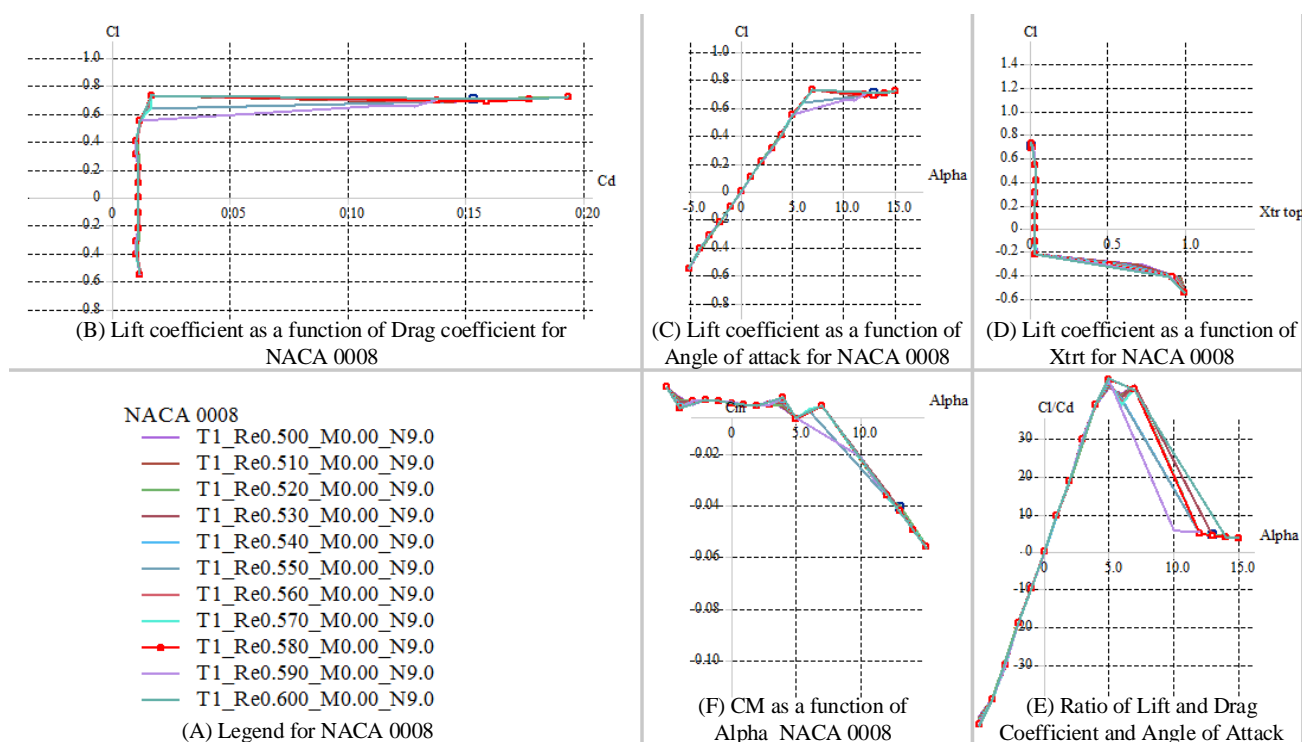 Cl
1.0
0.8
0.6
0.4
0.2
0
Cd
0
0.05
0.10
0.15
0.20
0.2
0.4
0.6
0.8
(B) Lift coefficient as a function of Drag coefficient for
NACA 0008
Cl
1.0
0.8
0.6
0.4
0.2
0.0
Alpha
-5.0
0.0
5.0
10.0
15.0
-0.2
-0.4
0.6
0.8
(C) Lift coefficient as a function of
Angle of attack for NACA 0008
Cl
1.4
1.2
1.0
0.8
0.6
0.4
0.2
0
Xtr top
0
0.5
1.0
-0.2
-0.4
-0.6
(D) Lift coefficient as a function of
Xtrt for NACA 0008
NACA 0008
T1_Re0.500_M0.00_N9.0
T1_Re0.510_M0.00_N9.0
T1_Re0.520_M0.00_N9.0
T1_Re0.530_M0.00_N9.0
T1_Re0.540_M0.00_N9.0
T1_Re0.550_M0.00_N9.0
T1_Re0.560_M0.00_N9.0
T1_Re0.570_M0.00_N9.0
T1_Re0.580_M0.00_N9.0
T1_Re0.590_M0.00_N9.0
T1_Re0.600_M0.00_N9.0
(A) Legend for NACA 0008
Cm
Alpha
0.0
5.0
10.0
-0.02
-0.04
-0.06
-0.08
-0.10
(F) CM as a function of
Alpha NACA 0008
Cl/Cd
30
20
10
0
Alpha
0
5.0
10.0
15.0
-10
-20
-30
(E) Ratio of Lift and Drag
Coefficient and Angle of Attack